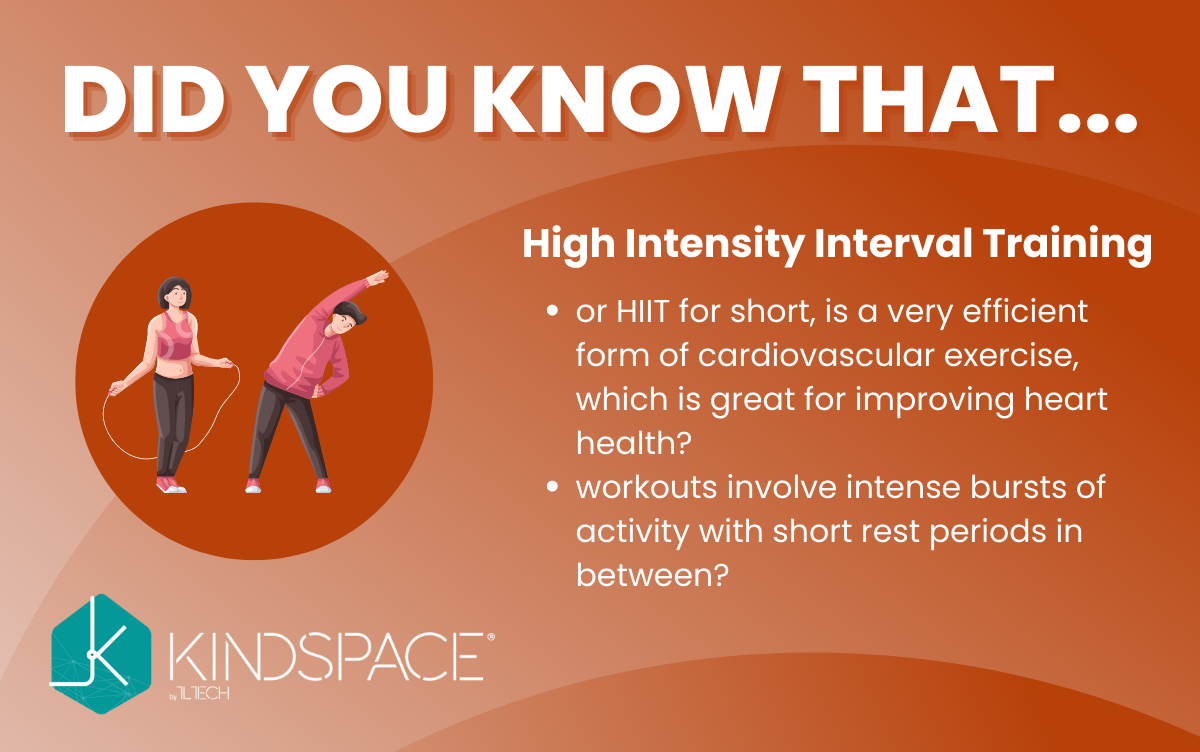 DID YOU KNOW THAT...
High Intensity Interval Training
• or HIIT for short, is a very efficient
form of cardiovascular exercise,
which is great for improving heart
health?
• workouts involve intense bursts of
activity with short rest periods in
between?
KINDSPACE®
by 1LTECH